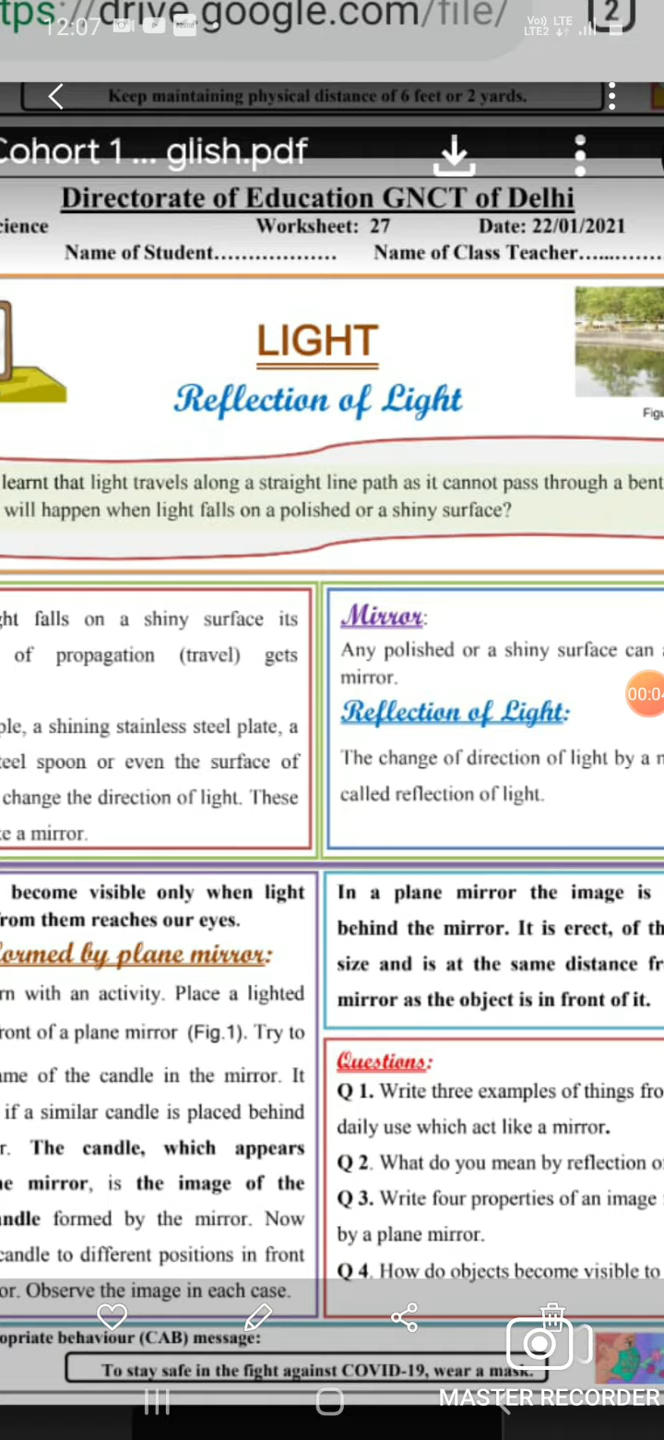 tps://drive.google.com/file/
2
12:07
Vo) LTE
LTE2
Keep maintaining physical distance of 6 feet or 2 yards.
Cohort 1 ... glish.pdf
Directorate of Education GNCT of Delhi
cience Worksheet: 27 Date: 22/01/2021
Name of Student.................. Name of Class Teacher..............
LIGHT
Reflection of Light
Figu
learnt that light travels along a straight line path as it cannot pass through a bent
will happen when light falls on a polished or a shiny surface?
ght falls on a shiny surface its
of propagation (travel) gets
ple, a shining stainless steel plate, a
teel spoon or even the surface of
change the direction of light. These
ke a mirror.
Mirror:
Any polished or a shiny surface can a
mirror.
Reflection of Light:
The change of direction of light by a m
called reflection of light.
00:04
become visible only when light
from them reaches our eyes.
formed by plane mirror:
rn with an activity. Place a lighted
ront of a plane mirror (Fig.1). Try to
ame of the candle in the mirror. It
if a similar candle is placed behind
r. The candle, which appears
he mirror, is the image of the
andle formed by the mirror. Now
candle to different positions in front
or. Observe the image in each case.
In a plane mirror the image is
behind the mirror. It is erect, of th
size and is at the same distance fr
mirror as the object is in front of it.
Questions:
Q 1. Write three examples of things fro
daily use which act like a mirror.
Q 2. What do you mean by reflection o
Q 3. Write four properties of an image
by a plane mirror.
Q 4. How do objects become visible to
opriate behaviour (CAB) message:
To stay safe in the fight against COVID-19, wear a mask.
MASTER RECORDER